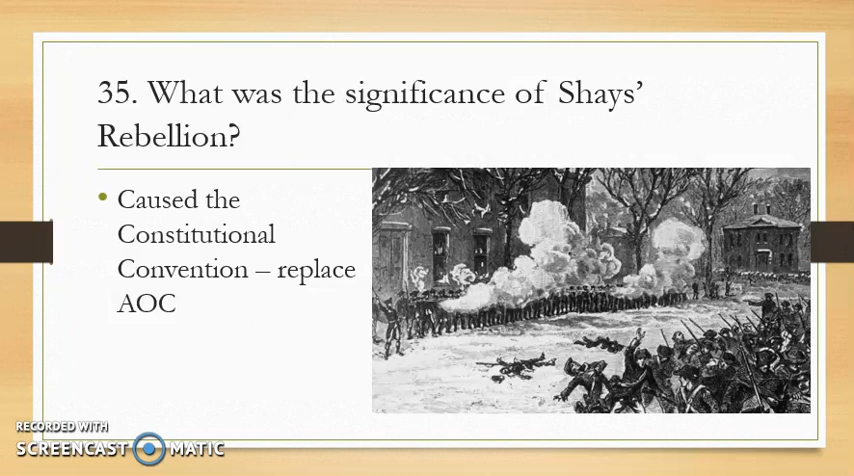 35. What was the significance of Shays’
Rebellion?
• Caused the
Constitutional
Convention – replace
AOC
RECORDED WITH
SCREENCAST MATIC